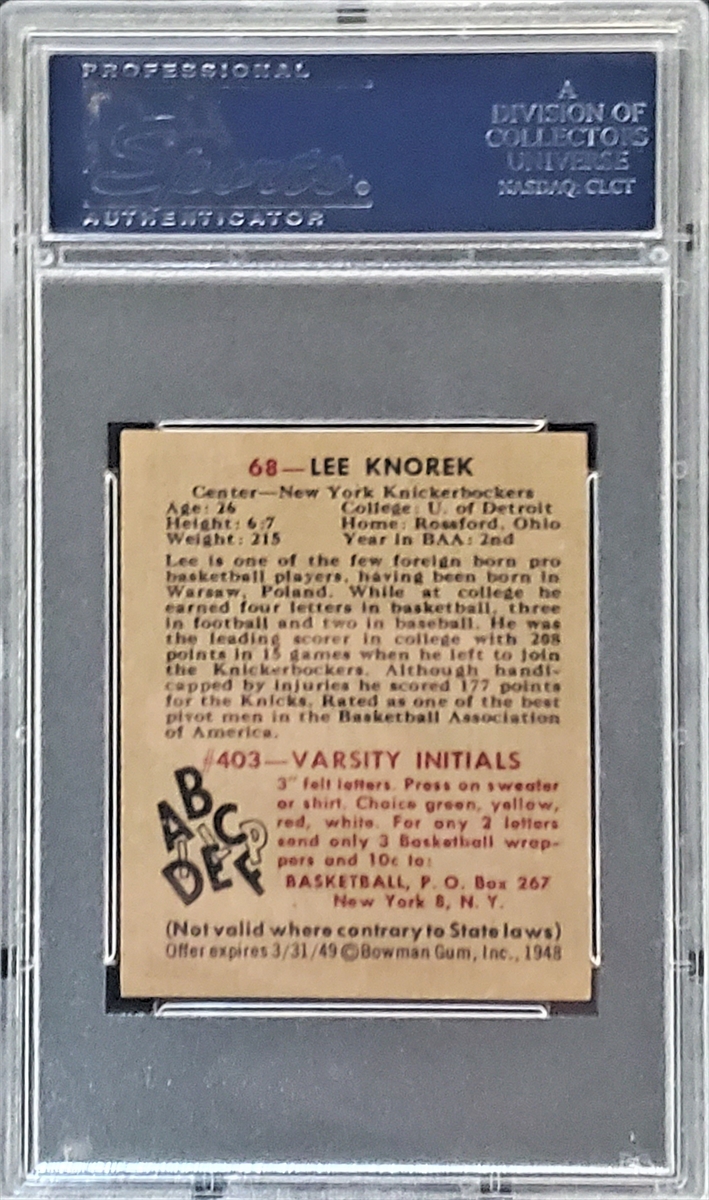 PROFESSIONAL
Sports
AUTHENTICATOR
A
DIVISION OF
COLLECTORS
UNIVERSE
NASDAQ: CLCT
68—LEE KNOREK
Center—New York Knickerbockers
Age: 26 College: U. of Detroit
Height: 6:7 Home: Rossford, Ohio
Weight: 215 Year in BAA: 2nd
Lee is one of the few foreign born pro
basketball players, having been born in
Warsaw, Poland. While at college he
earned four letters in basketball, three
in football and two in baseball. He was
the leading scorer in college with 208
points in 15 games when he left to join
the Knickerbockers. Although handi-
capped by injuries he scored 177 points
for the Knicks. Rated as one of the best
pivot men in the Basketball Association
of America.
#403—VARSITY INITIALS
3" felt letters. Press on sweater
or shirt. Choice green, yellow,
red, white. For any 2 letters
send only 3 Basketball wrap-
pers and 10c to:
BASKETBALL, P. O. Box 267
New York 8, N. Y.
A B C
D E F
(Not valid where contrary to State laws)
Offer expires 3/31/49 ©Bowman Gum, Inc., 1948